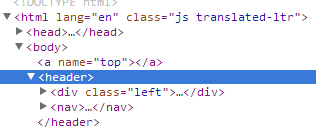 <!DOCTYPE html>
▼<html lang="en" class="js translated-ltr">
▶<head>…</head>
▼<body>
<a name="top"></a>
▼<header>
▶<div class="left">…</div>
▶<nav>…</nav>
</header>